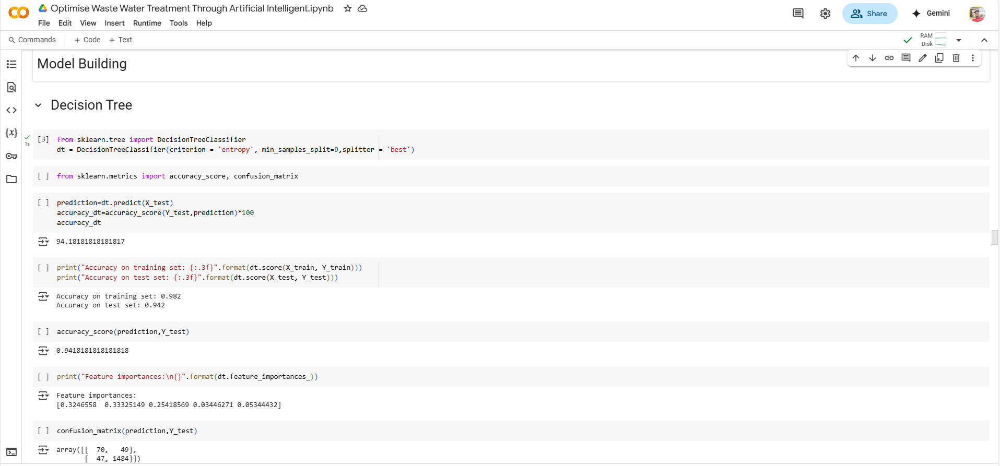 Optimise Waste Water Treatment Through Artificial Intelligent.ipynb
File Edit View Insert Runtime Tools Help
Share
Gemini
Commands + Code + Text
RAM
Disk
Model Building
Decision Tree
1s
[3] from sklearn.tree import DecisionTreeClassifier
dt = DecisionTreeClassifier(criterion = 'entropy', min_samples_split=9,splitter = 'best')
[ ] from sklearn.metrics import accuracy_score, confusion_matrix
[ ] prediction=dt.predict(X_test)
accuracy_dt=accuracy_score(Y_test,prediction)*100
accuracy_dt
94.18181818181817
[ ] print("Accuracy on training set: {:.3f}".format(dt.score(X_train, Y_train)))
print("Accuracy on test set: {:.3f}".format(dt.score(X_test, Y_test)))
Accuracy on training set: 0.982
Accuracy on test set: 0.942
[ ] accuracy_score(prediction,Y_test)
0.9418181818181818
[ ] print("Feature importances:\n{}".format(dt.feature_importances_))
Feature importances:
[0.3246558  0.33325149 0.25418569 0.03446271 0.05344432]
[ ] confusion_matrix(prediction,Y_test)
array([[  70,   49],
       [  47, 1484]])